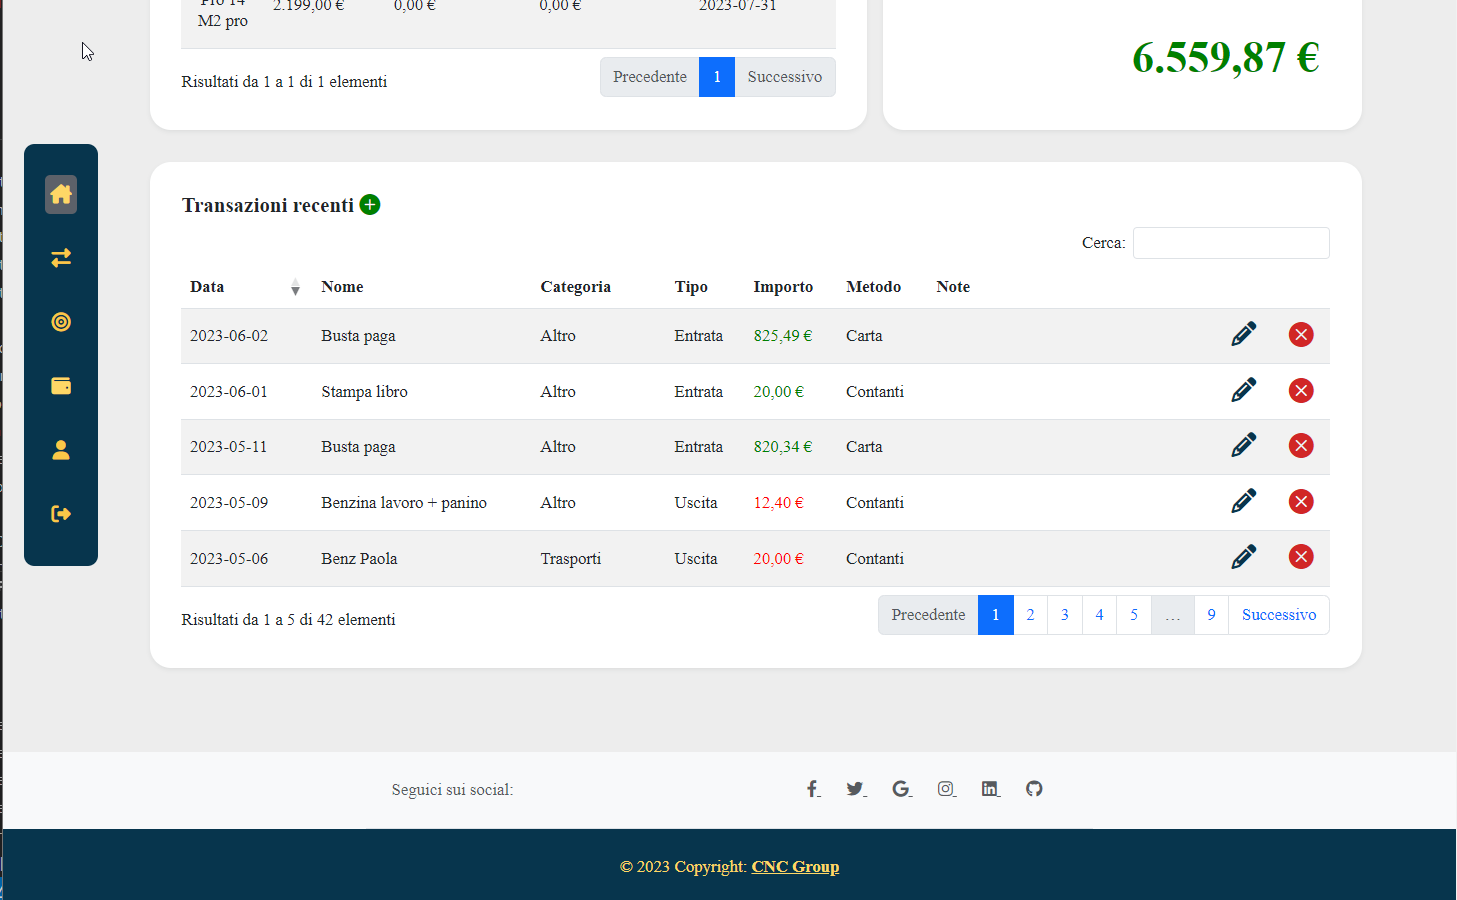 Pro 14 2.199,00 € 0,00 € 0,00 € 2023-07-31
M2 pro
6.559,87 €
Risultati da 1 a 1 di 1 elementi Precedente 1 Successivo
Transazioni recenti
Cerca:
Data Nome Categoria Tipo Importo Metodo Note
2023-06-02 Busta paga Altro Entrata 825,49 € Carta
2023-06-01 Stampa libro Altro Entrata 20,00 € Contanti
2023-05-11 Busta paga Altro Entrata 820,34 € Carta
2023-05-09 Benzina lavoro + panino Altro Uscita 12,40 € Contanti
2023-05-06 Benz Paola Trasporti Uscita 20,00 € Contanti
Risultati da 1 a 5 di 42 elementi Precedente 1 2 3 4 5 … 9 Successivo
Seguici sui social:
© 2023 Copyright: CNC Group